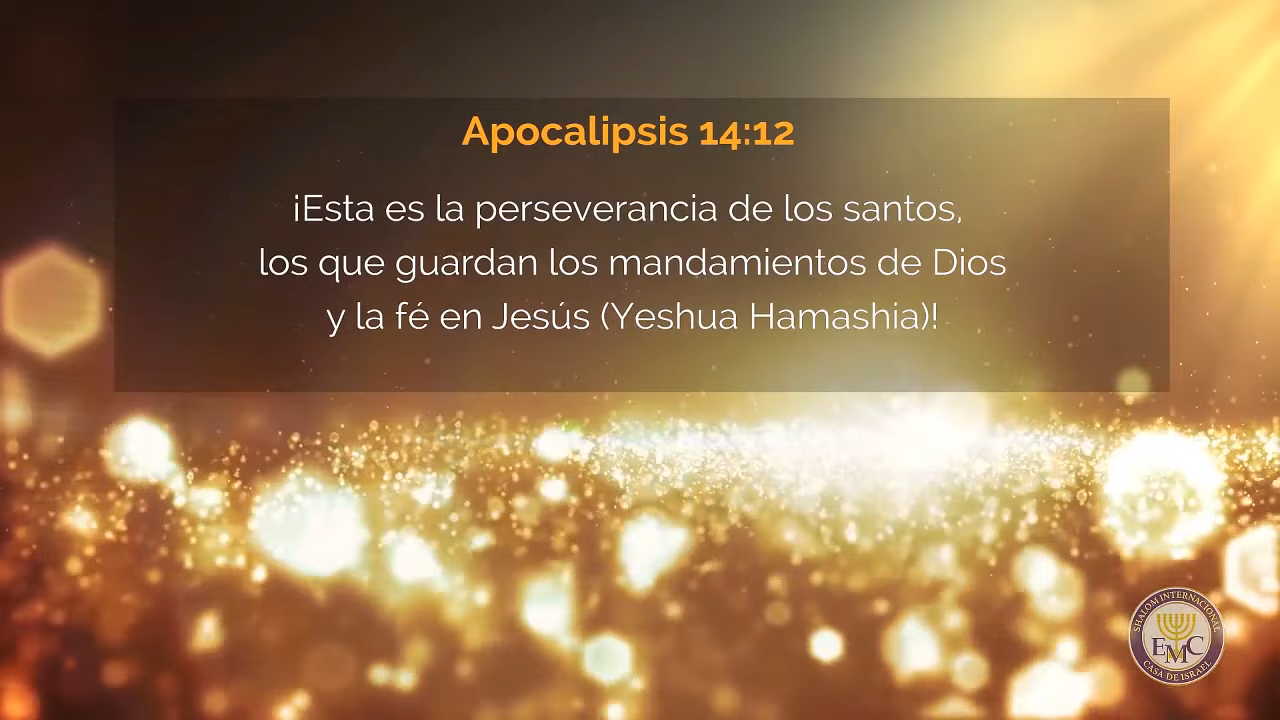 Apocalipsis 14:12
¡Esta es la perseverancia de los santos,
los que guardan los mandamientos de Dios
y la fé en Jesús (Yeshua Hamashia)!
SHALOM INTERNACIONAL
EMC
CASA DE ISRAEL